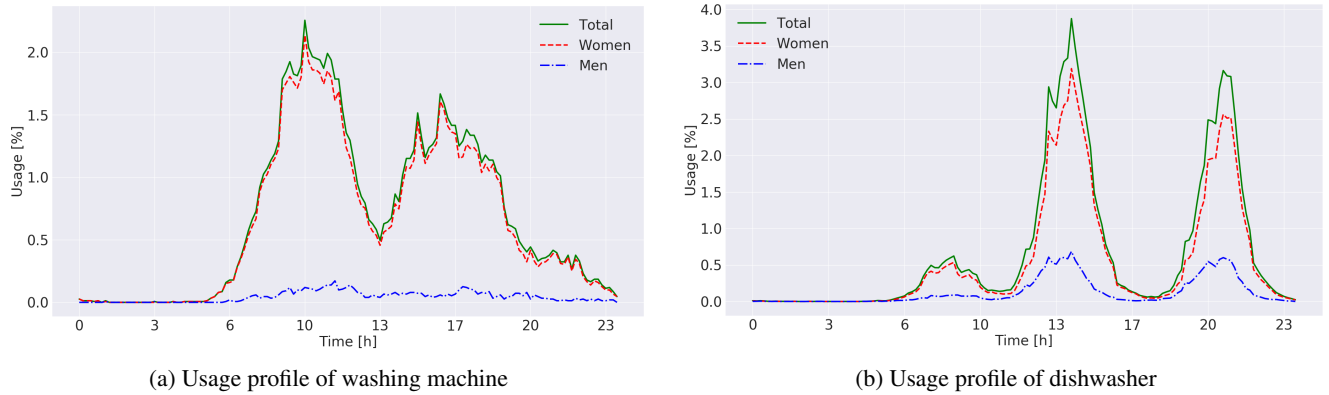 Total
Women
Men
2.0
1.5
1.0
0.5
0.0
Usage [%]
0 3 6 10 13 17 20 23
Time [h]
(a) Usage profile of washing machine
Total
Women
Men
4.0
3.5
3.0
2.5
2.0
1.5
1.0
0.5
0.0
Usage [%]
0 3 6 10 13 17 20 23
Time [h]
(b) Usage profile of dishwasher